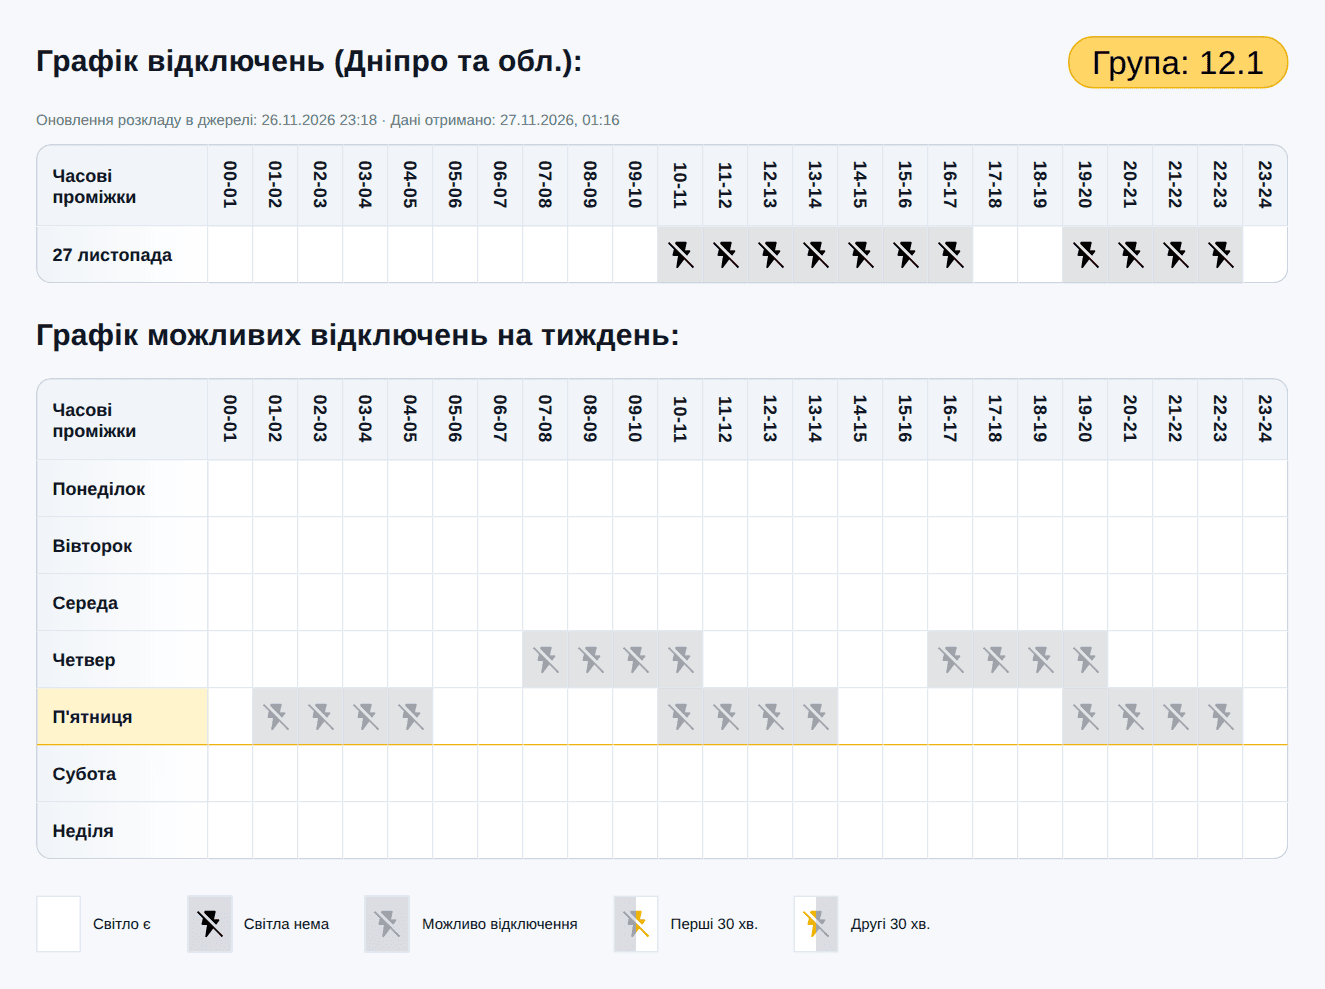 Графік відключень (Дніпро та обл.):
Група: 12.1
Оновлення розкладу в джерелі: 26.11.2026 23:18 · Дані отримано: 27.11.2026, 01:16
Часові проміжки 00-01 01-02 02-03 03-04 04-05 05-06 06-07 07-08 08-09 09-10 10-11 11-12 12-13 13-14 14-15 15-16 16-17 17-18 18-19 19-20 20-21 21-22 22-23 23-24
27 листопада
Графік можливих відключень на тиждень:
Часові проміжки 00-01 01-02 02-03 03-04 04-05 05-06 06-07 07-08 08-09 09-10 10-11 11-12 12-13 13-14 14-15 15-16 16-17 17-18 18-19 19-20 20-21 21-22 22-23 23-24
Понеділок
Вівторок
Середа
Четвер
П'ятниця
Субота
Неділя
Світло є Світла нема Можливо відключення Перші 30 хв. Другі 30 хв.